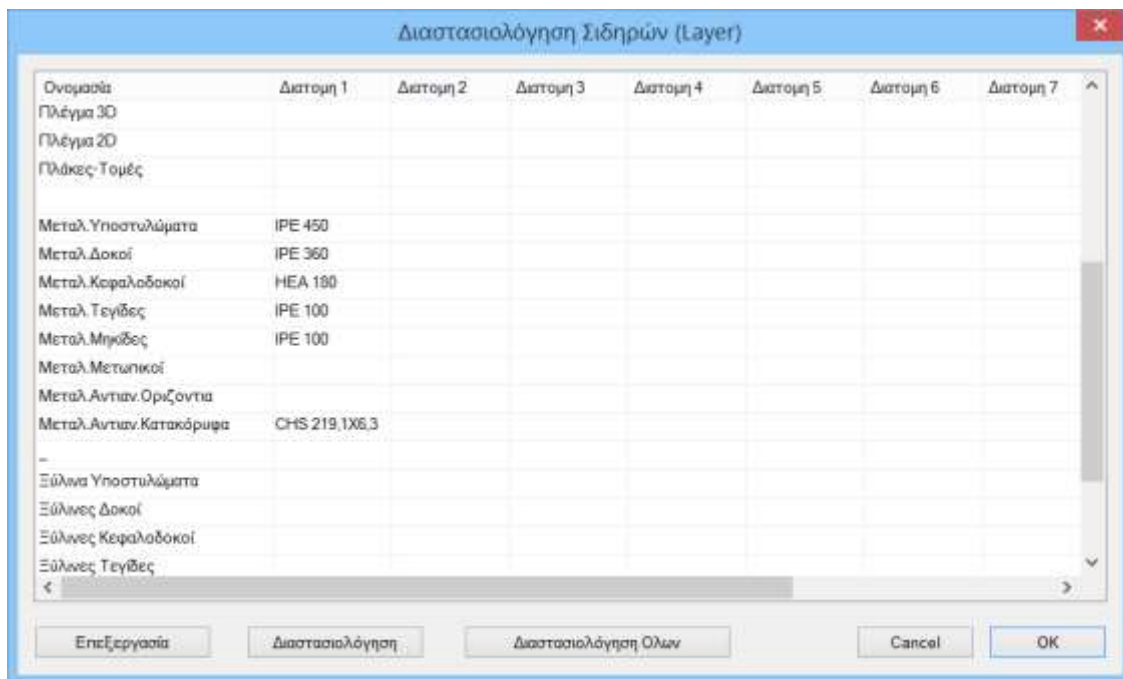 Διαστασιολόγηση Σιδηρών (Layer)
Ονομασία Διατομη 1 Διατομη 2 Διατομη 3 Διατομη 4 Διατομη 5 Διατομη 6 Διατομη 7
Πλέγμα 3D
Πλέγμα 2D
Πλάκες-Τομές
Μεταλ.Υποστυλώματα IPE 450
Μεταλ.Δοκοί IPE 360
Μεταλ.Κεφαλοδοκοί HEA 180
Μεταλ.Τεγίδες IPE 100
Μεταλ.Μηκίδες IPE 100
Μεταλ.Μετωπικοί
Μεταλ.Αντιαν.Οριζόντια
Μεταλ.Αντιαν.Κατακόρυφα CHS 219,1X6,3
_
Ξύλινα Υποστυλώματα
Ξύλινες Δοκοί
Ξύλινες Κεφαλοδοκοί
Ξύλινες Τεγίδες
Επεξεργασία Διαστασιολόγηση Διαστασιολόγηση Ολων Cancel OK